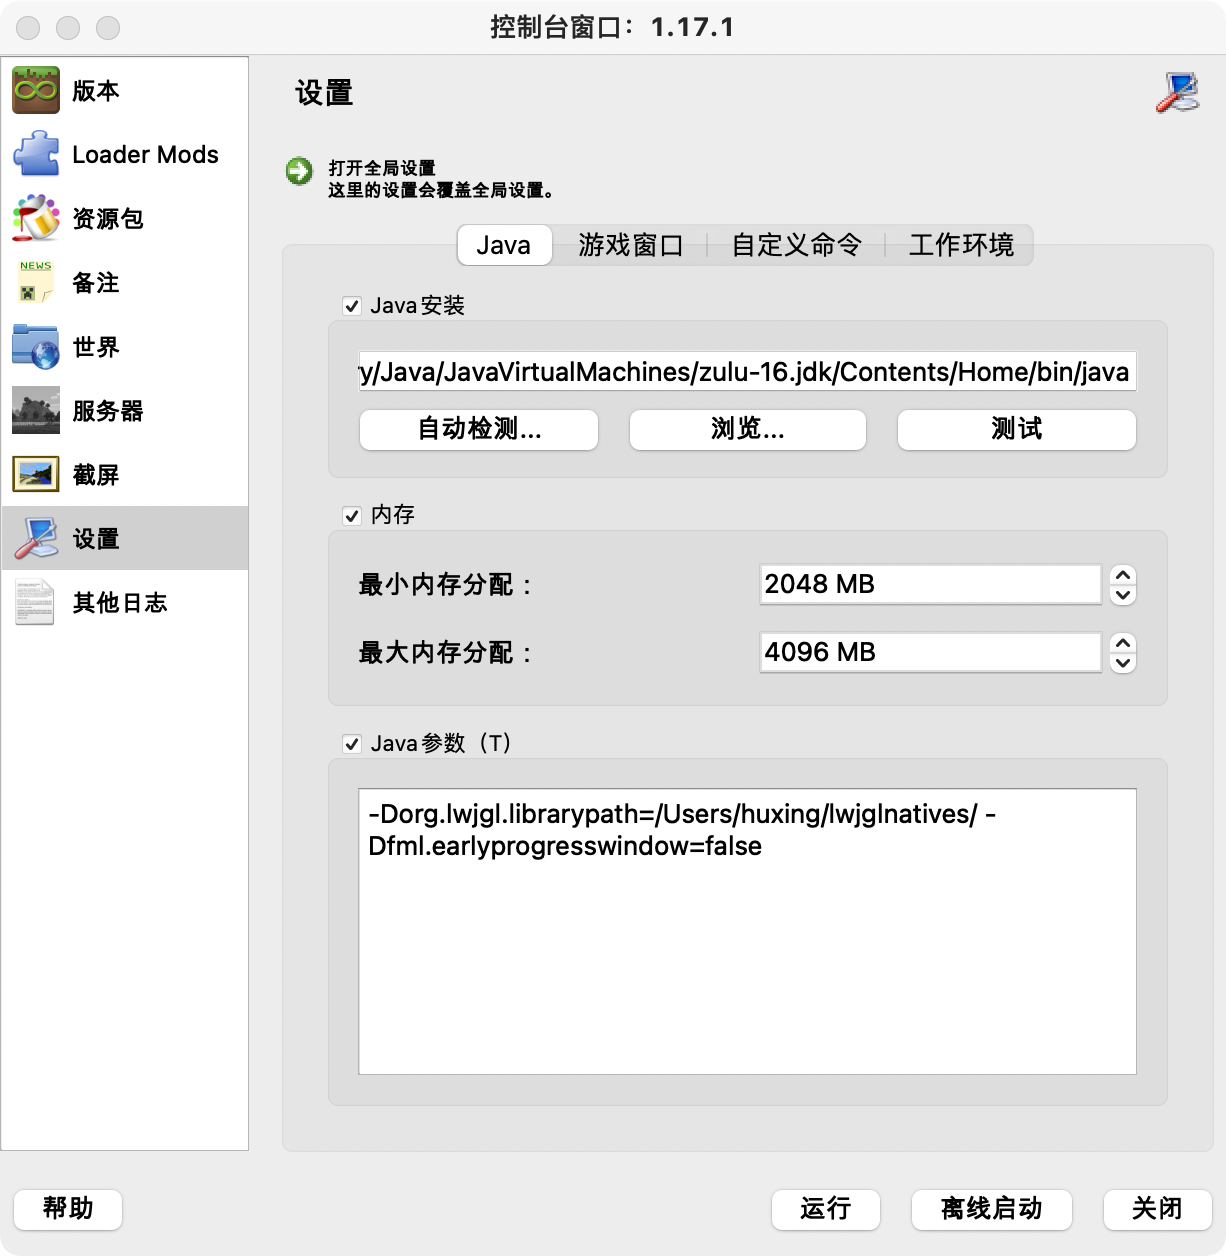 控制台窗口：1.17.1
版本
Loader Mods
资源包
NEWS
备注
世界
服务器
截屏
设置
其他日志
设置
打开全局设置
这里的设置会覆盖全局设置。
Java 游戏窗口 自定义命令 工作环境
Java安装
y/Java/JavaVirtualMachines/zulu-16.jdk/Contents/Home/bin/java
自动检测... 浏览... 测试
内存
最小内存分配： 2048 MB
最大内存分配： 4096 MB
Java参数（T）
-Dorg.lwjgl.librarypath=/Users/huxing/lwjglnatives/ -
Dfml.earlyprogresswindow=false
帮助 运行 离线启动 关闭